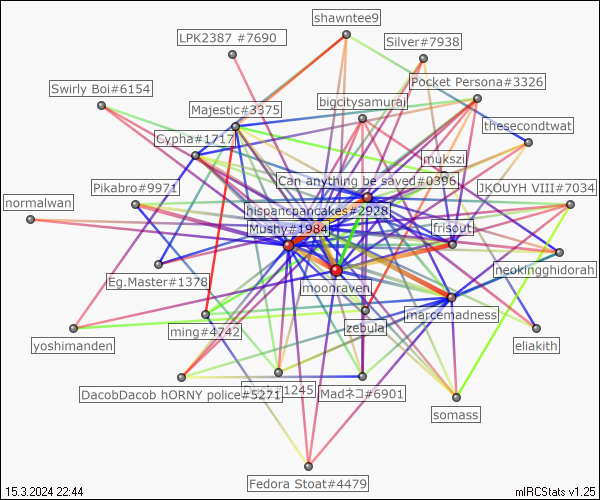 shawntee9
LPK2387 #7690
Silver#7938
Pocket Persona#3326
Swirly Boi#6154
bigcitysamurai
Majestic#3375
thesecondtwat
Cypha#1717
mukszi
Can anything be saved#0396
Pikabro#9971
JKOUYH VIII#7034
normalwan
hispancpancakes#2928
Mushy#1984
frisout
neokingghidorah
Eg.Master#1378
moonraven
marcemadness
zebula
ming#4742
yoshimanden
eliakith
DacobDacob hORNY police#5271
1245
Madネコ#6901
somass
Fedora Stoat#4479
15.3.2024 22:44
mIRCStats v1.25